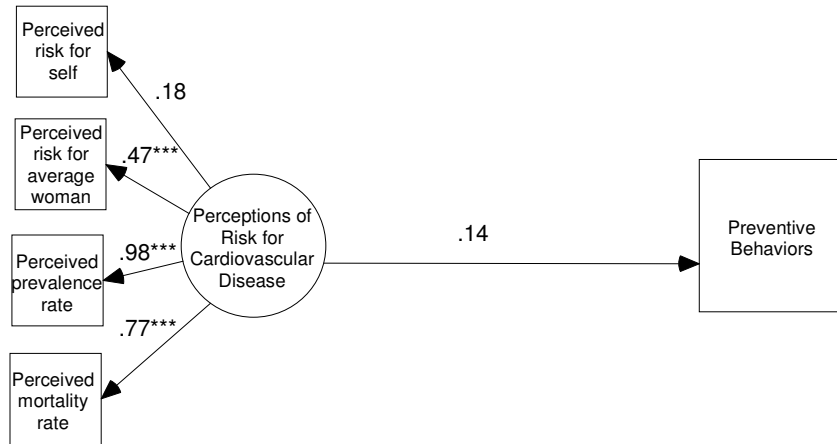 Perceived
risk for
self
.18
Perceived
risk for
average
woman
.47***
Perceived
prevalence
rate
.98***
Perceived
mortality
rate
.77***
Perceptions of
Risk for
Cardiovascular
Disease
.14
Preventive
Behaviors